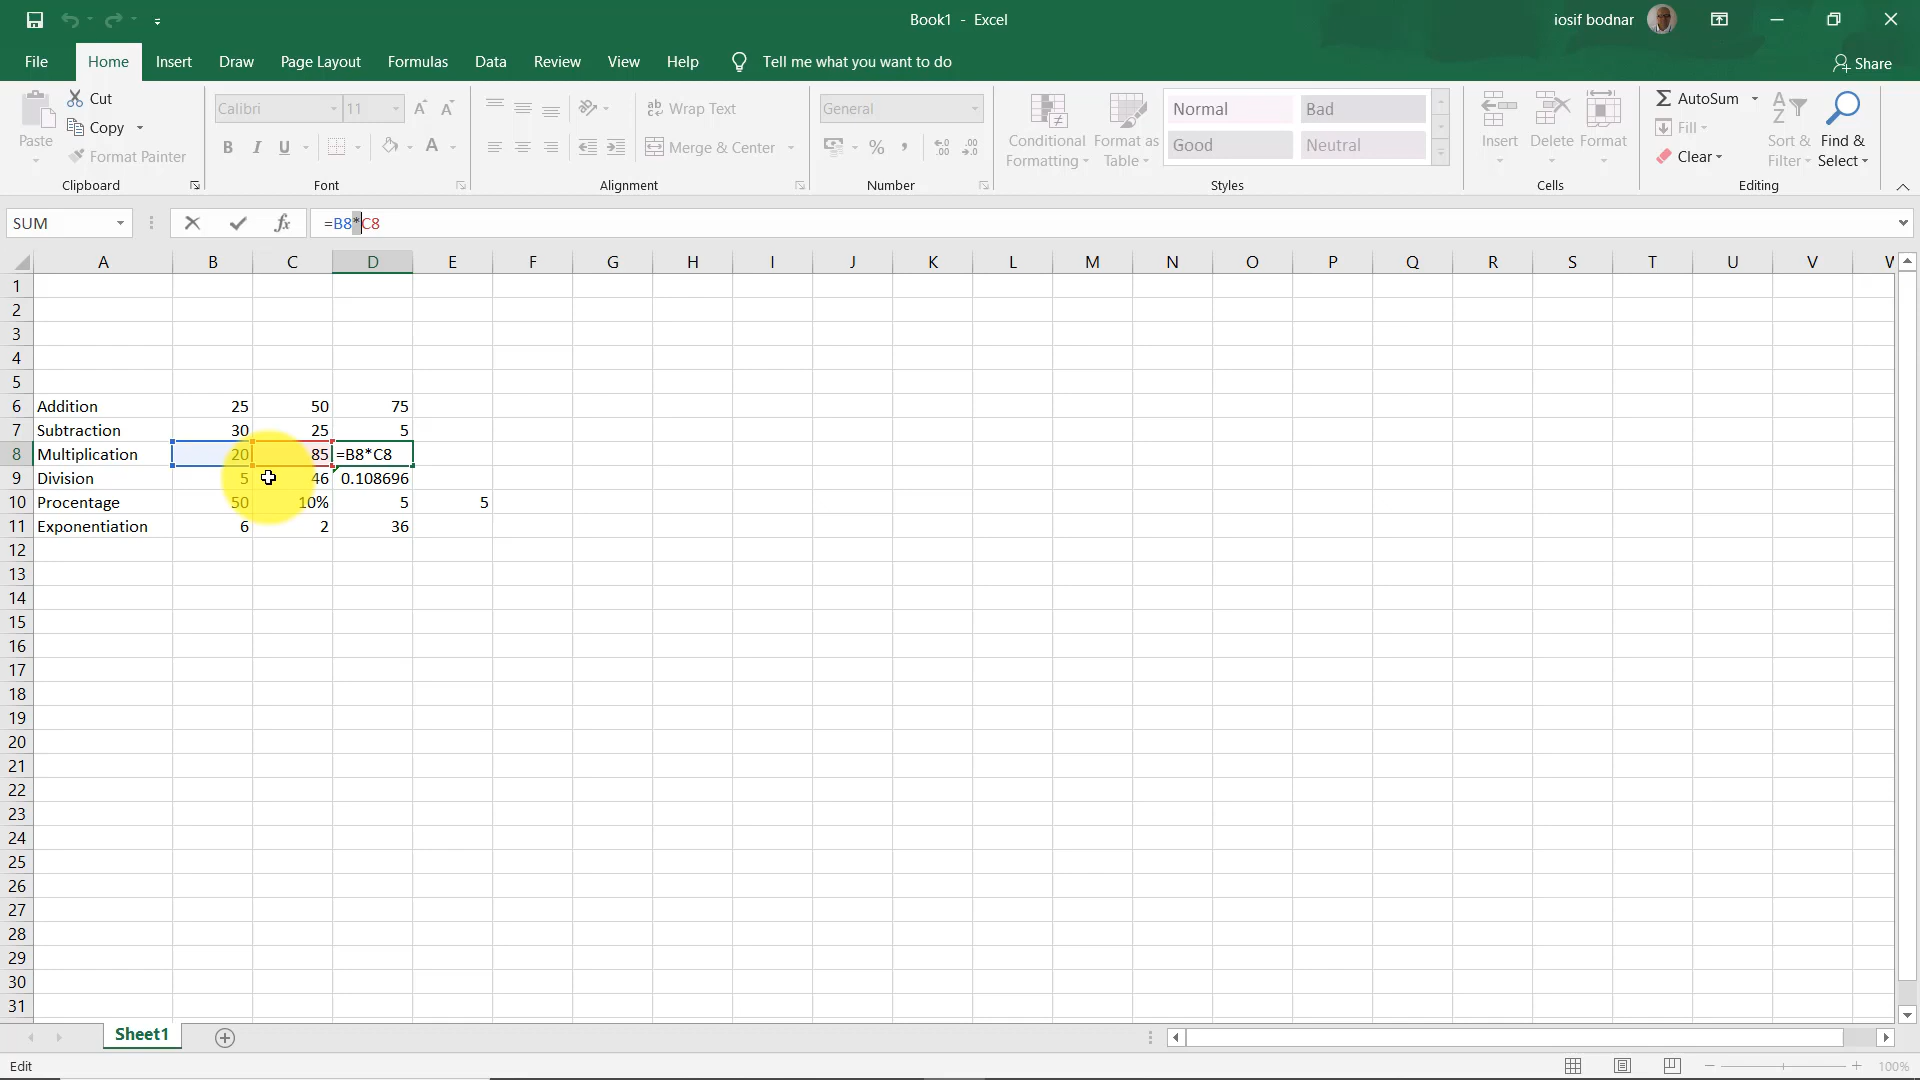 Book1 - Excel
iosif bodnar
File Home Insert Draw Page Layout Formulas Data Review View Help Tell me what you want to do Share
Paste
Cut
Copy
Format Painter
Clipboard
Calibri 11
B I U A
Font
ab Wrap Text
Merge & Center
Alignment
General
% ,
Number
Conditional Formatting
Format as Table
Normal Bad
Good Neutral
Styles
Insert Delete Format
Cells
AutoSum
Fill
Clear
Sort & Filter
Find & Select
Editing
SUM fx =B8*C8
A B C D E F G H I J K L M N O P Q R S T U V W
1
2
3
4
5
6 Addition 25 50 75
7 Subtraction 30 25 5
8 Multiplication 20 85 =B8*C8
9 Division 5 46 0.108696
10 Procentage 50 10% 5 5
11 Exponentiation 6 2 36
12
13
14
15
16
17
18
19
20
21
22
23
24
25
26
27
28
29
30
31
Sheet1
Edit 100%